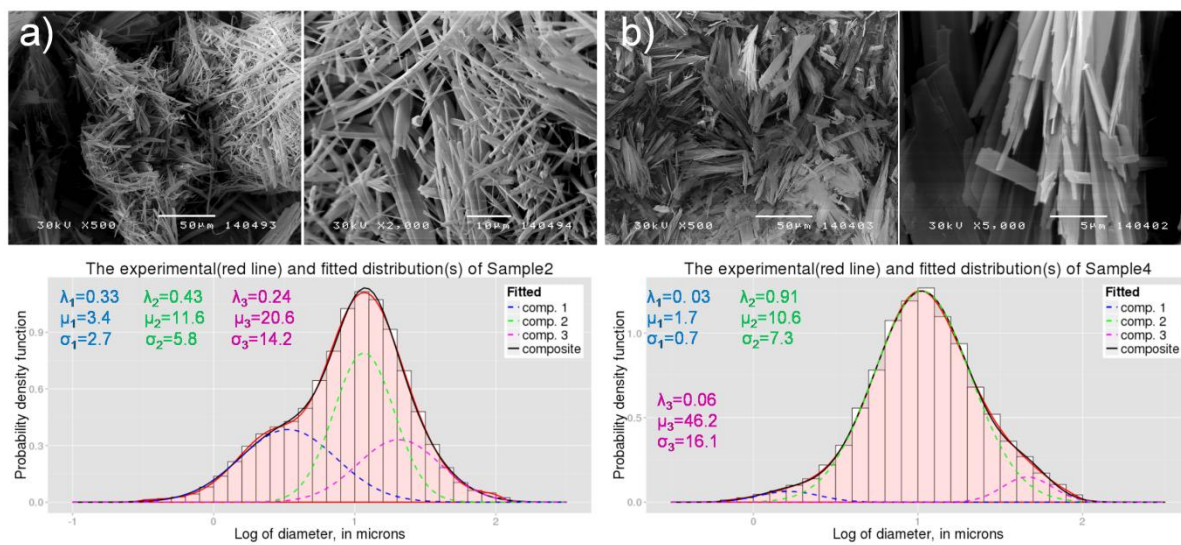 a)
30kV X500 50µm 140493
30kV X2,000 10µm 140494
b)
30kV X500 50µm 140403
30kV X5,000 5µm 140402
The experimental(red line) and fitted distribution(s) of Sample2
λ1=0.33 λ2=0.43 λ3=0.24
μ1=3.4 μ2=11.6 μ3=20.6
σ1=2.7 σ2=5.8 σ3=14.2
Fitted
comp. 1
comp. 2
comp. 3
composite
Probability density function
0.9
0.6
0.3
0.0
-1 0 1 2
Log of diameter, in microns
The experimental(red line) and fitted distribution(s) of Sample4
λ1=0. 03 λ2=0.91
μ1=1.7 μ2=10.6
σ1=0.7 σ2=7.3
λ3=0.06
μ3=46.2
σ3=16.1
Fitted
comp. 1
comp. 2
comp. 3
composite
Probability density function
1.0
0.5
0.0
0 1 2
Log of diameter, in microns